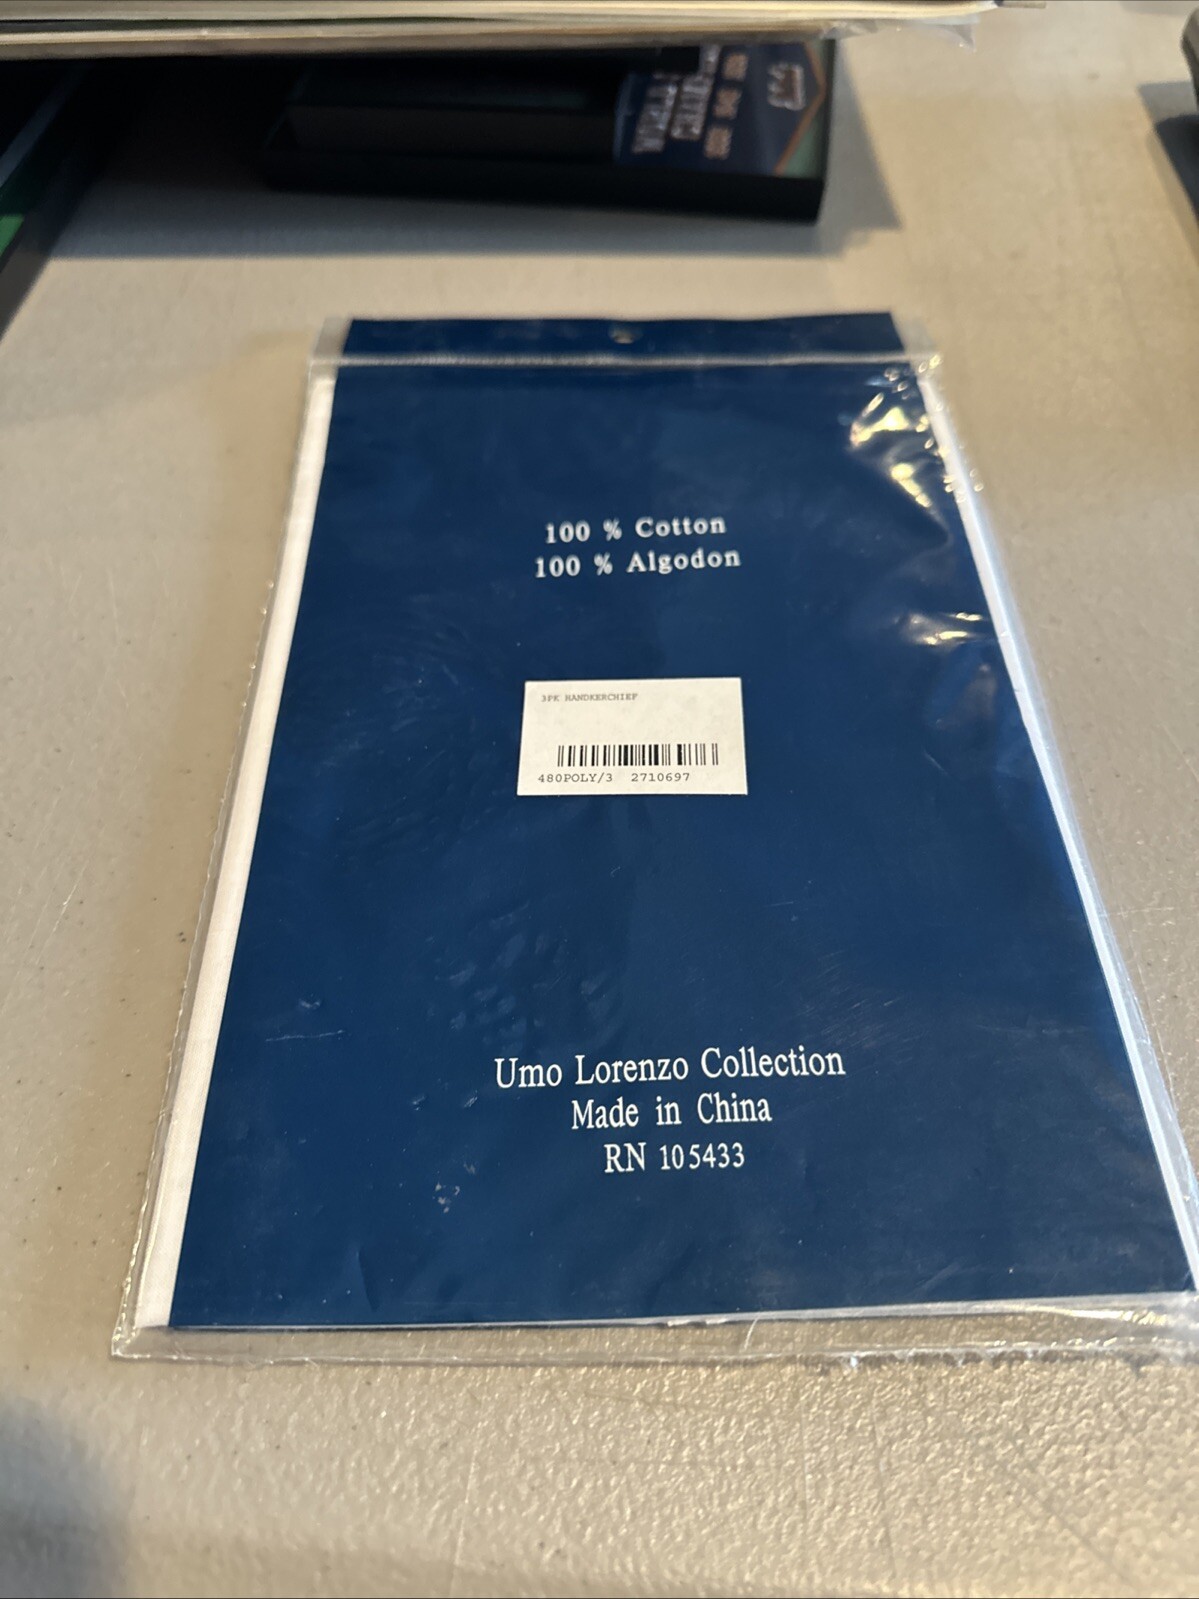 100 % Cotton
100 % Algodon
3PK HANDKERCHIEF
480POLY/3 2710697
Umo Lorenzo Collection
Made in China
RN 105433